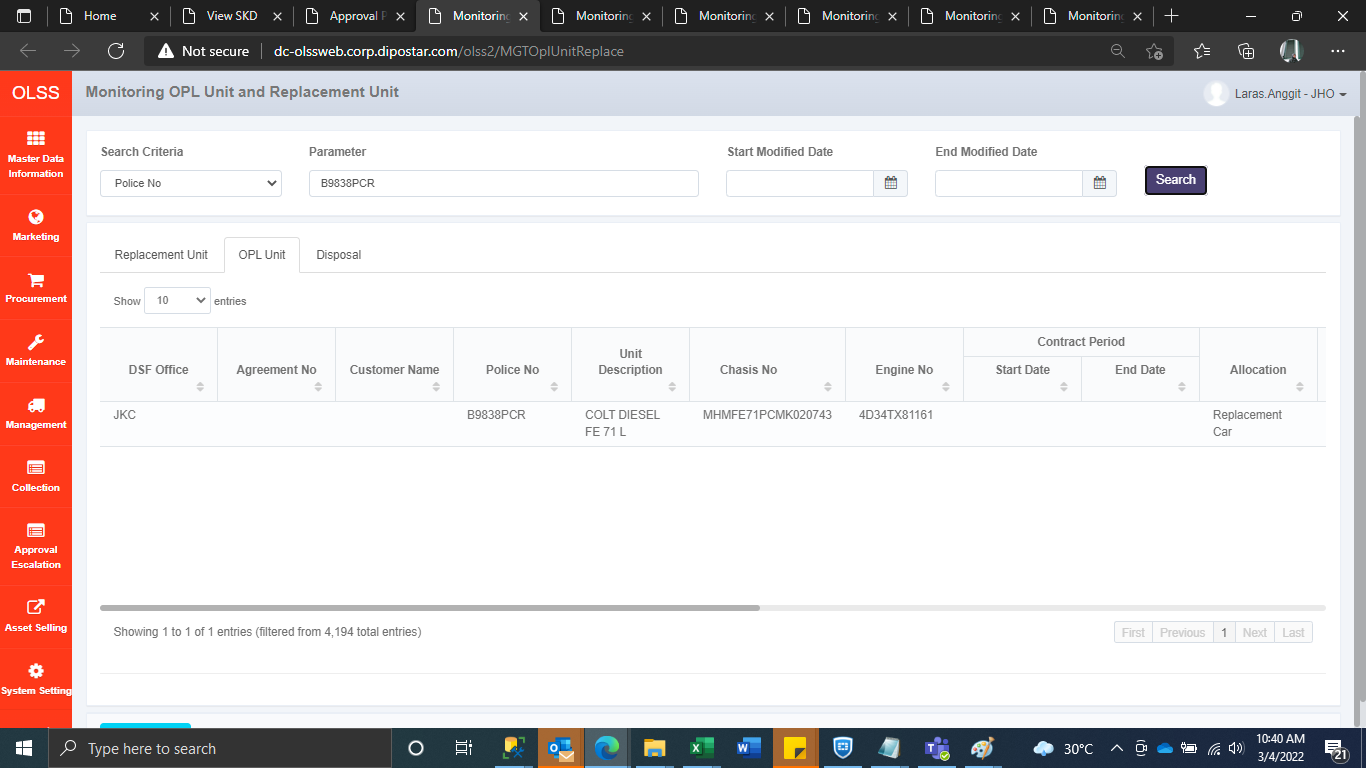 Home
View SKD
Approval P
Monitoring
Monitoring
Monitoring
Monitoring
Monitoring
Monitoring
Not secure
dc-olssweb.corp.dipostar.com/olss2/MGTOplUnitReplace
OLSS
Monitoring OPL Unit and Replacement Unit
Laras.Anggit - JHO
Master Data
Information
Marketing
Procurement
Maintenance
Management
Collection
Approval
Escalation
Asset Selling
System Setting
Search Criteria
Parameter
Start Modified Date
End Modified Date
Police No
B9838PCR
Search
Replacement Unit
OPL Unit
Disposal
Show 10 entries
DSF Office
Agreement No
Customer Name
Police No
Unit
Description
Chasis No
Engine No
Contract Period
Start Date
End Date
Allocation
JKC
B9838PCR
COLT DIESEL
FE 71 L
MHMFE71PCMK020743
4D34TX81161
Replacement
Car
Showing 1 to 1 of 1 entries (filtered from 4,194 total entries)
First
Previous
1
Next
Last
Type here to search
30°C
10:40 AM
3/4/2022
21